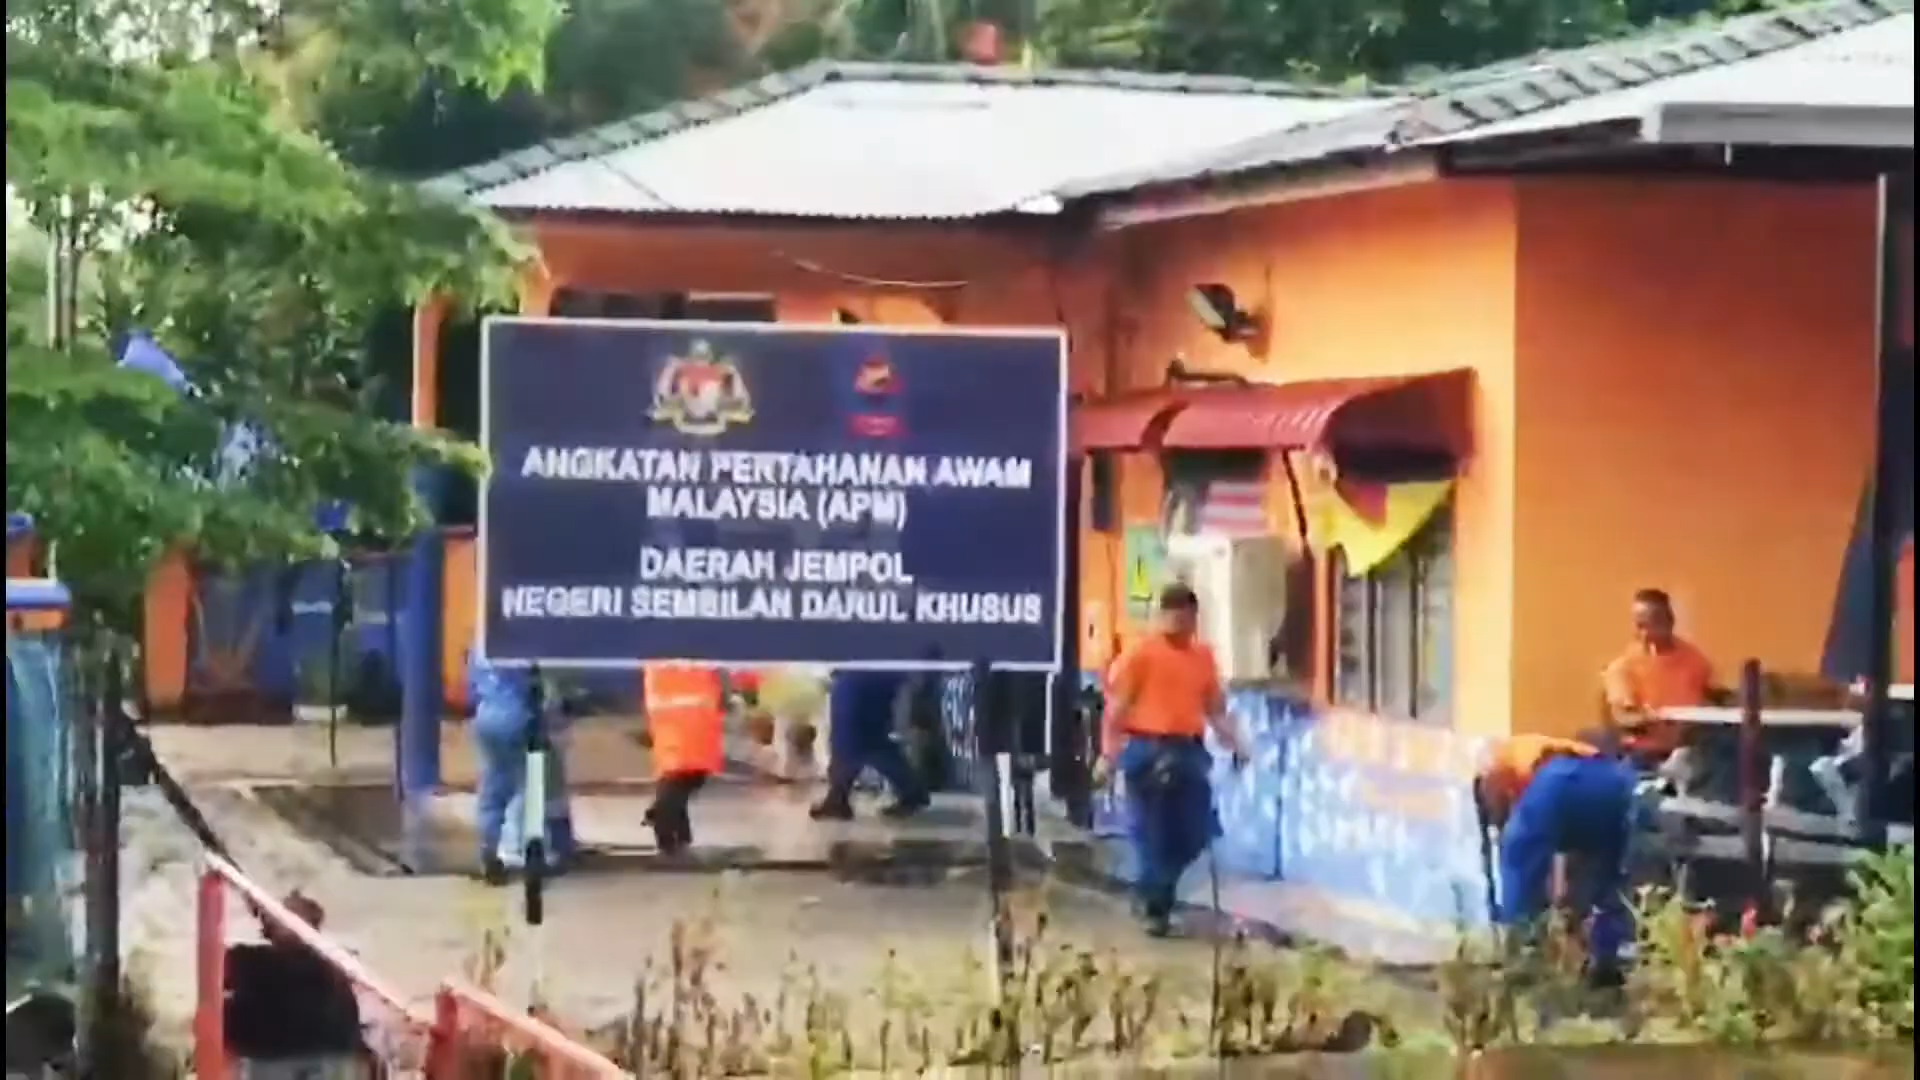 ANGKATAN PERTAHANAN AWAM
MALAYSIA (APM)
DAERAH JEMPOL
NEGERI SEMBILAN DARUL KHUSUS